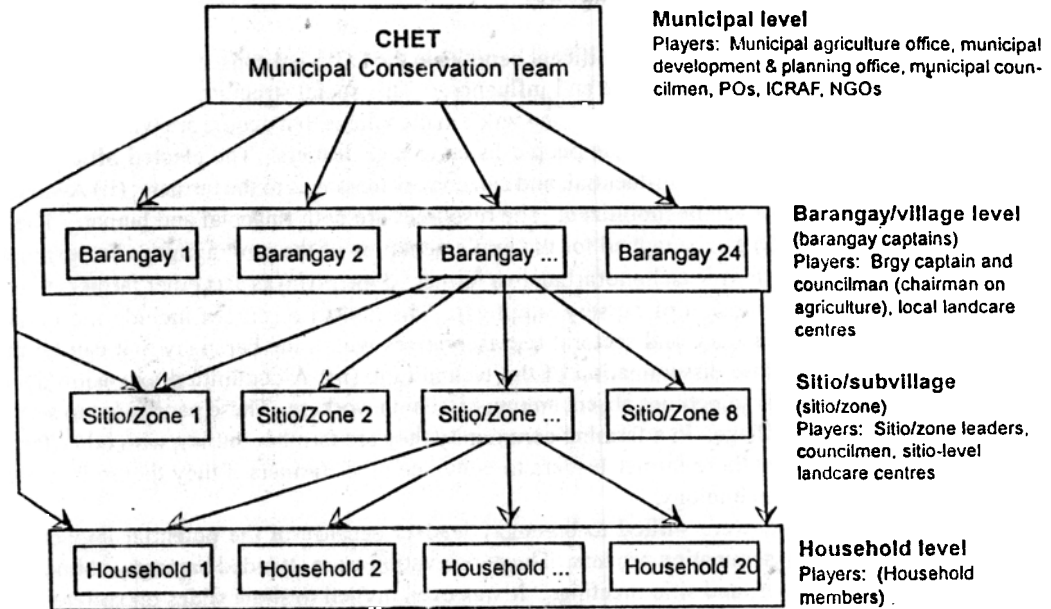 CHET
Municipal Conservation Team
Municipal level
Players: Municipal agriculture office, municipal
development & planning office, municipal coun-
cilmen, POs, ICRAF, NGOs
Barangay 1
Barangay 2
Barangay ...
Barangay 24
Barangay/village level
(barangay captains)
Players: Brgy captain and
councilman (chairman on
agriculture), local landcare
centres
Sitio/Zone 1
Sitio/Zone 2
Sitio/Zone ...
Sitio/Zone 8
Sitio/subvillage
(sitio/zone)
Players: Sitio/zone leaders,
councilmen, sitio-level
landcare centres
Household 1
Household 2
Household ...
Household 20
Household level
Players: (Household
members)